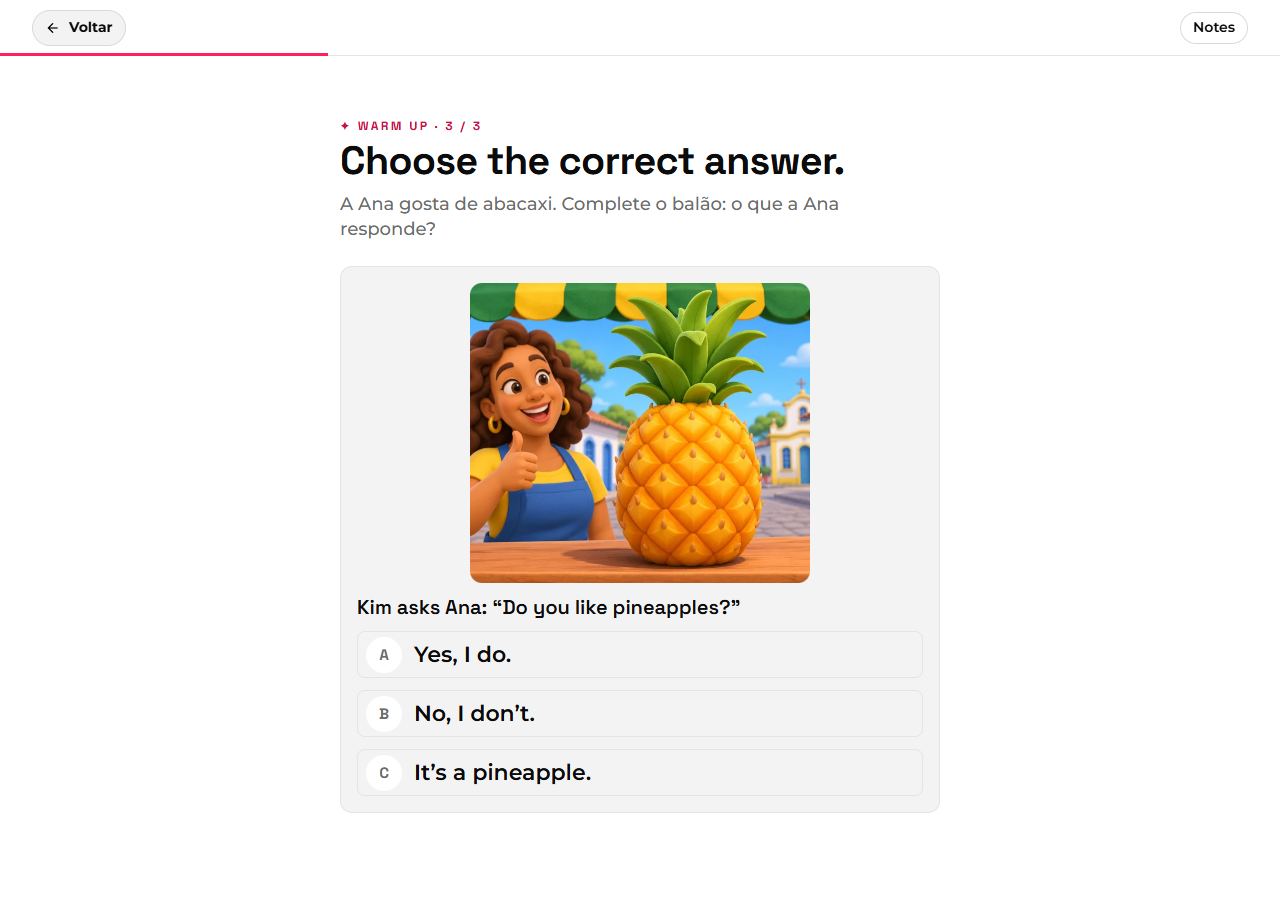 ← Voltar
Notes
✦ WARM UP · 3 / 3
Choose the correct answer.
A Ana gosta de abacaxi. Complete o balão: o que a Ana
responde?
Kim asks Ana: “Do you like pineapples?”
A Yes, I do.
B No, I don’t.
C It’s a pineapple.